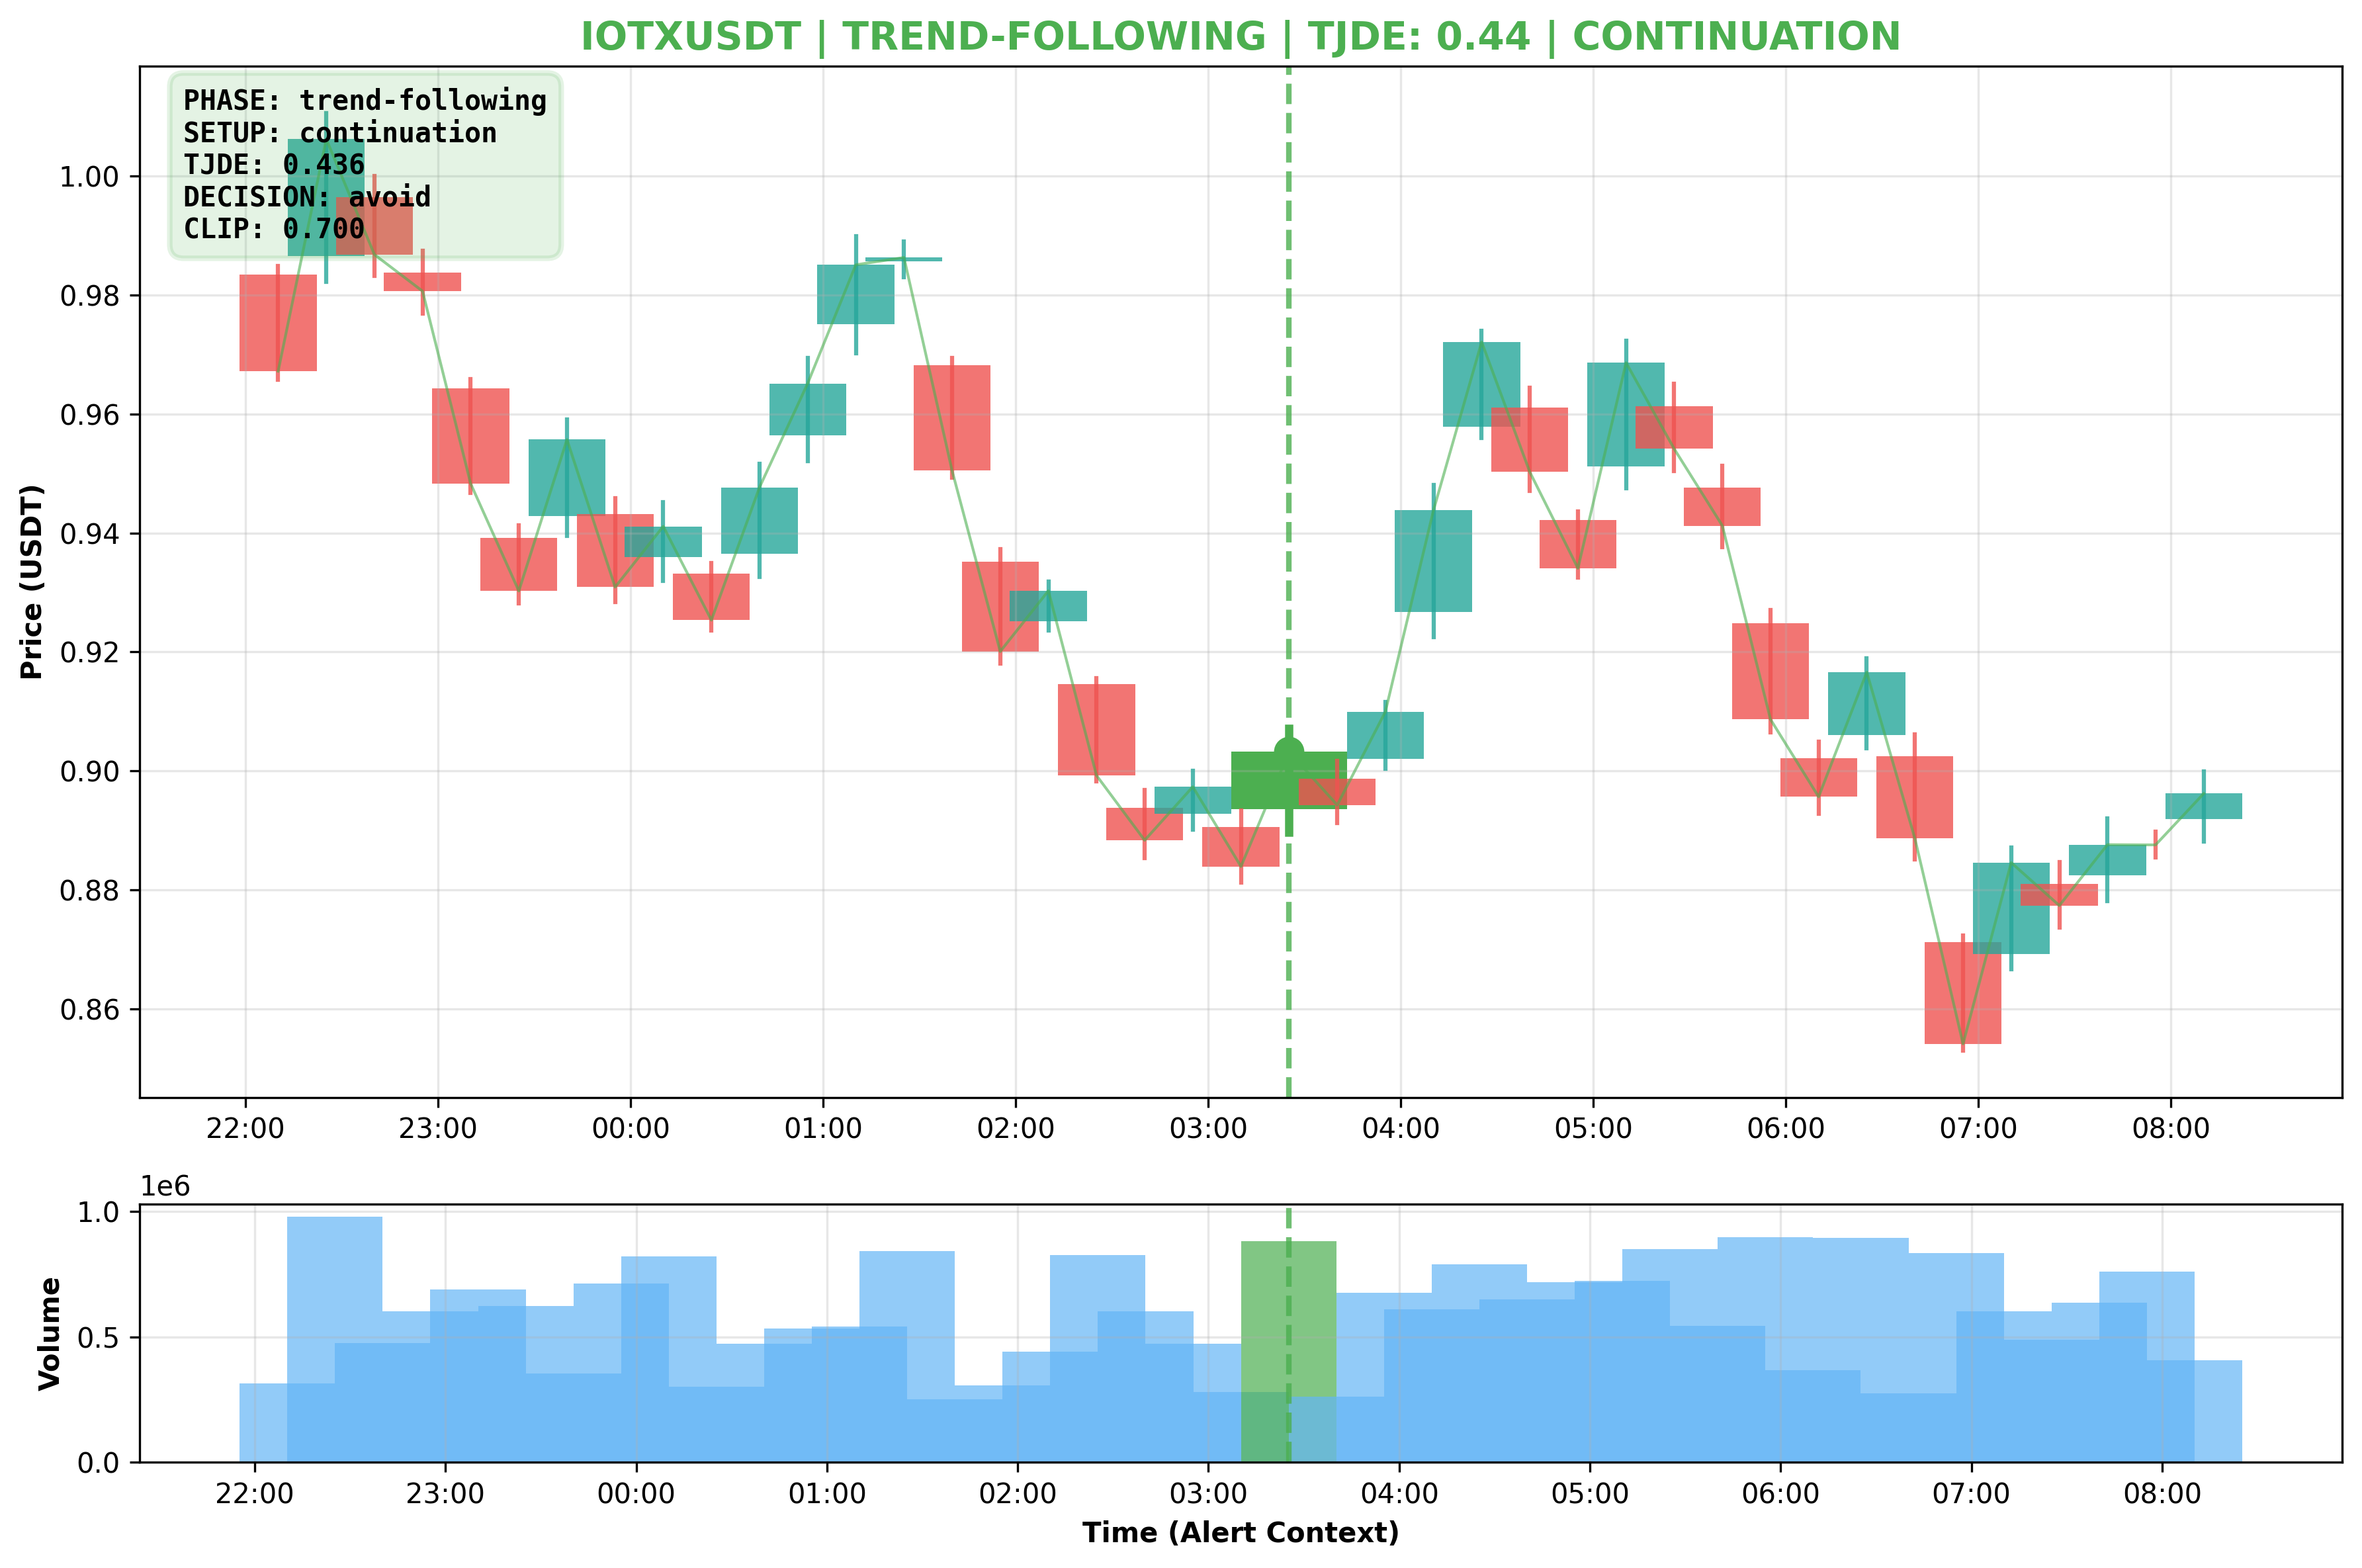 IOTXUSDT | TREND-FOLLOWING | TJDE: 0.44 | CONTINUATION
PHASE: trend-following
SETUP: continuation
TJDE: 0.436
DECISION: avoid
CLIP: 0.700
Price (USDT)
1.00
0.98
0.96
0.94
0.92
0.90
0.88
0.86
22:00 23:00 00:00 01:00 02:00 03:00 04:00 05:00 06:00 07:00 08:00
1e6
Volume
1.0
0.5
0.0
22:00 23:00 00:00 01:00 02:00 03:00 04:00 05:00 06:00 07:00 08:00
Time (Alert Context)